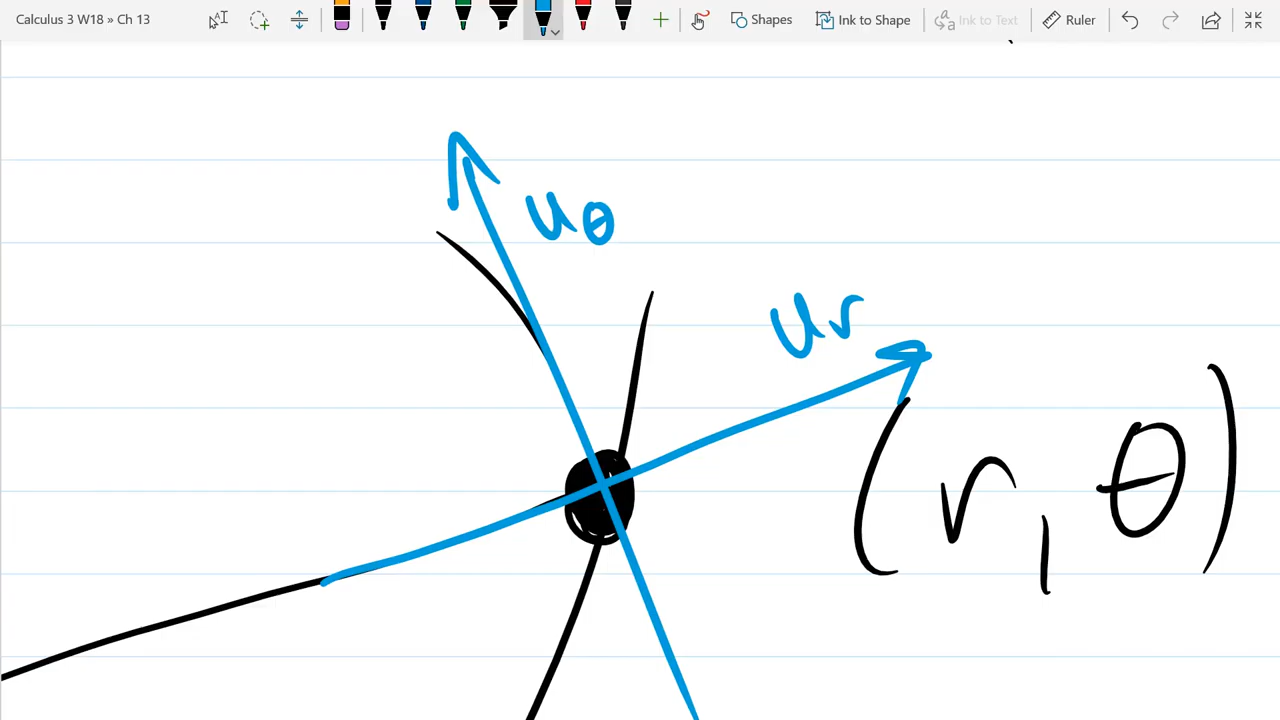 Calculus 3 W18 » Ch 13
Shapes
Ink to Shape
Ink to Text
Ruler
uθ
ur
(r, θ)